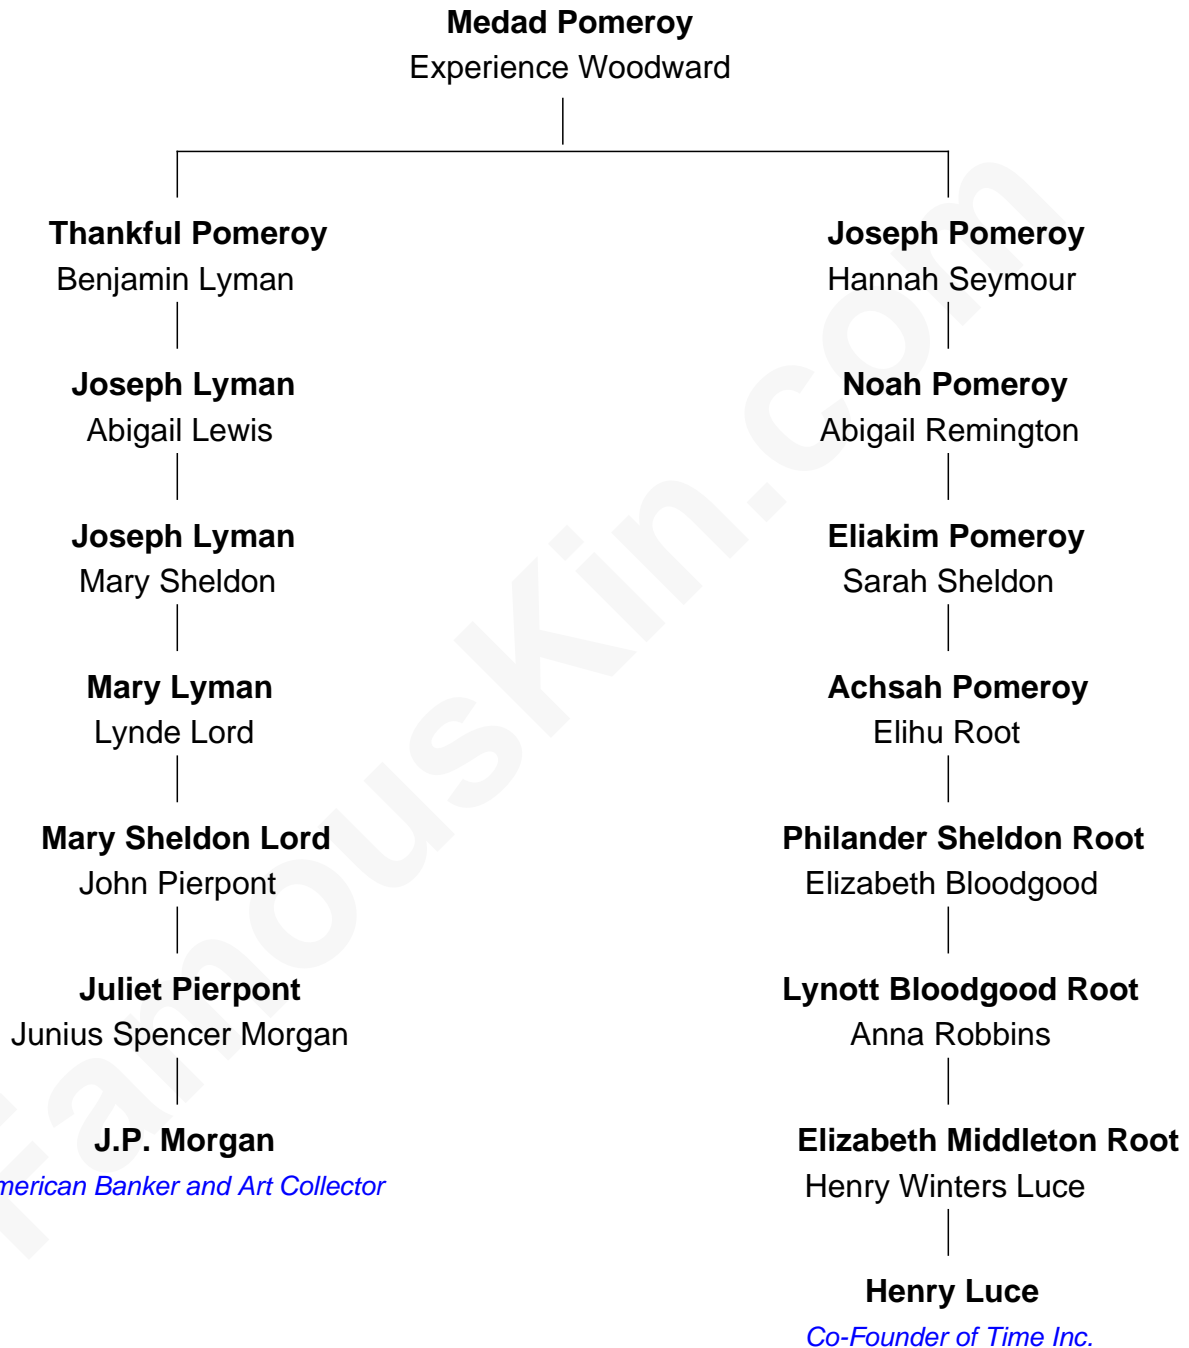 Medad Pomeroy
Experience Woodward
Thankful Pomeroy
Benjamin Lyman
Joseph Lyman
Abigail Lewis
Joseph Lyman
Mary Sheldon
Mary Lyman
Lynde Lord
Mary Sheldon Lord
John Pierpont
Juliet Pierpont
Junius Spencer Morgan
J.P. Morgan
merican Banker and Art Collector
Joseph Pomeroy
Hannah Seymour
Noah Pomeroy
Abigail Remington
Eliakim Pomeroy
Sarah Sheldon
Achsah Pomeroy
Elihu Root
Philander Sheldon Root
Elizabeth Bloodgood
Lynott Bloodgood Root
Anna Robbins
Elizabeth Middleton Root
Henry Winters Luce
Henry Luce
Co-Founder of Time Inc.
FamousKin.com